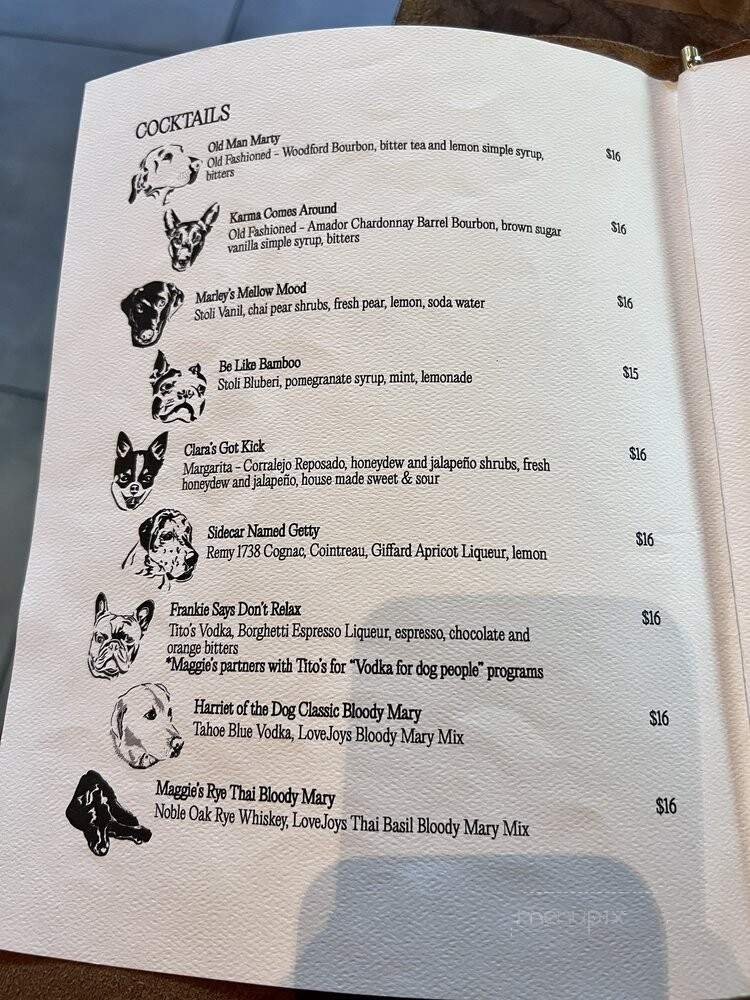 COCKTAILS
Old Man Marty
Old Fashioned - Woodford Bourbon, bitter tea and lemon simple syrup, $16
bitters
Karma Comes Around
Old Fashioned - Amador Chardonnay Barrel Bourbon, brown sugar $16
vanilla simple syrup, bitters
Marley's Mellow Mood
Stoli Vanil, chai pear shrubs, fresh pear, lemon, soda water $16
Be Like Bamboo
Stoli Bluberi, pomegranate syrup, mint, lemonade $15
Clara's Got Kick
Margarita - Corralejo Reposado, honeydew and jalapeño shrubs, fresh $16
honeydew and jalapeño, house made sweet & sour
Sidecar Named Getty
Remy 1738 Cognac, Cointreau, Giffard Apricot Liqueur, lemon $16
Frankie Says Don't Relax $16
Tito's Vodka, Borghetti Espresso Liqueur, espresso, chocolate and
orange bitters
*Maggie's partners with Tito's for "Vodka for dog people" programs
Harriet of the Dog Classic Bloody Mary $16
Tahoe Blue Vodka, LoveJoys Bloody Mary Mix
Maggie's Rye Thai Bloody Mary $16
Noble Oak Rye Whiskey, LoveJoys Thai Basil Bloody Mary Mix
menupix